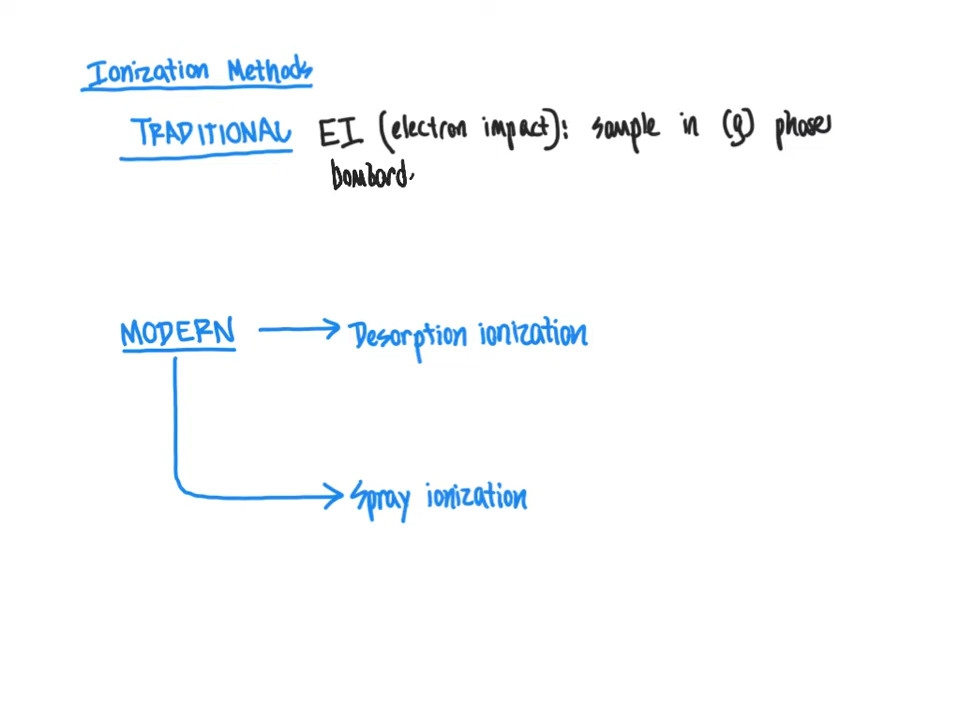 Ionization Methods
TRADITIONAL EI (electron impact): sample in (g) phase
bombard
MODERN → Desorption ionization
Spray ionization